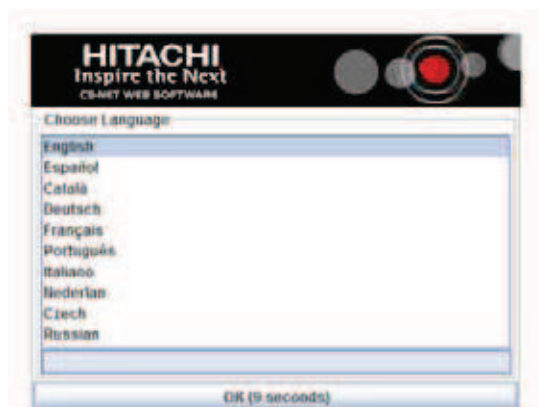 HITACHI
Inspire the Next
CS-NET WEB SOFTWARE
Choose Language
English
Español
Català
Deutsch
Français
Português
Italiano
Nederlan
Czech
Russian
OK (9 seconds)